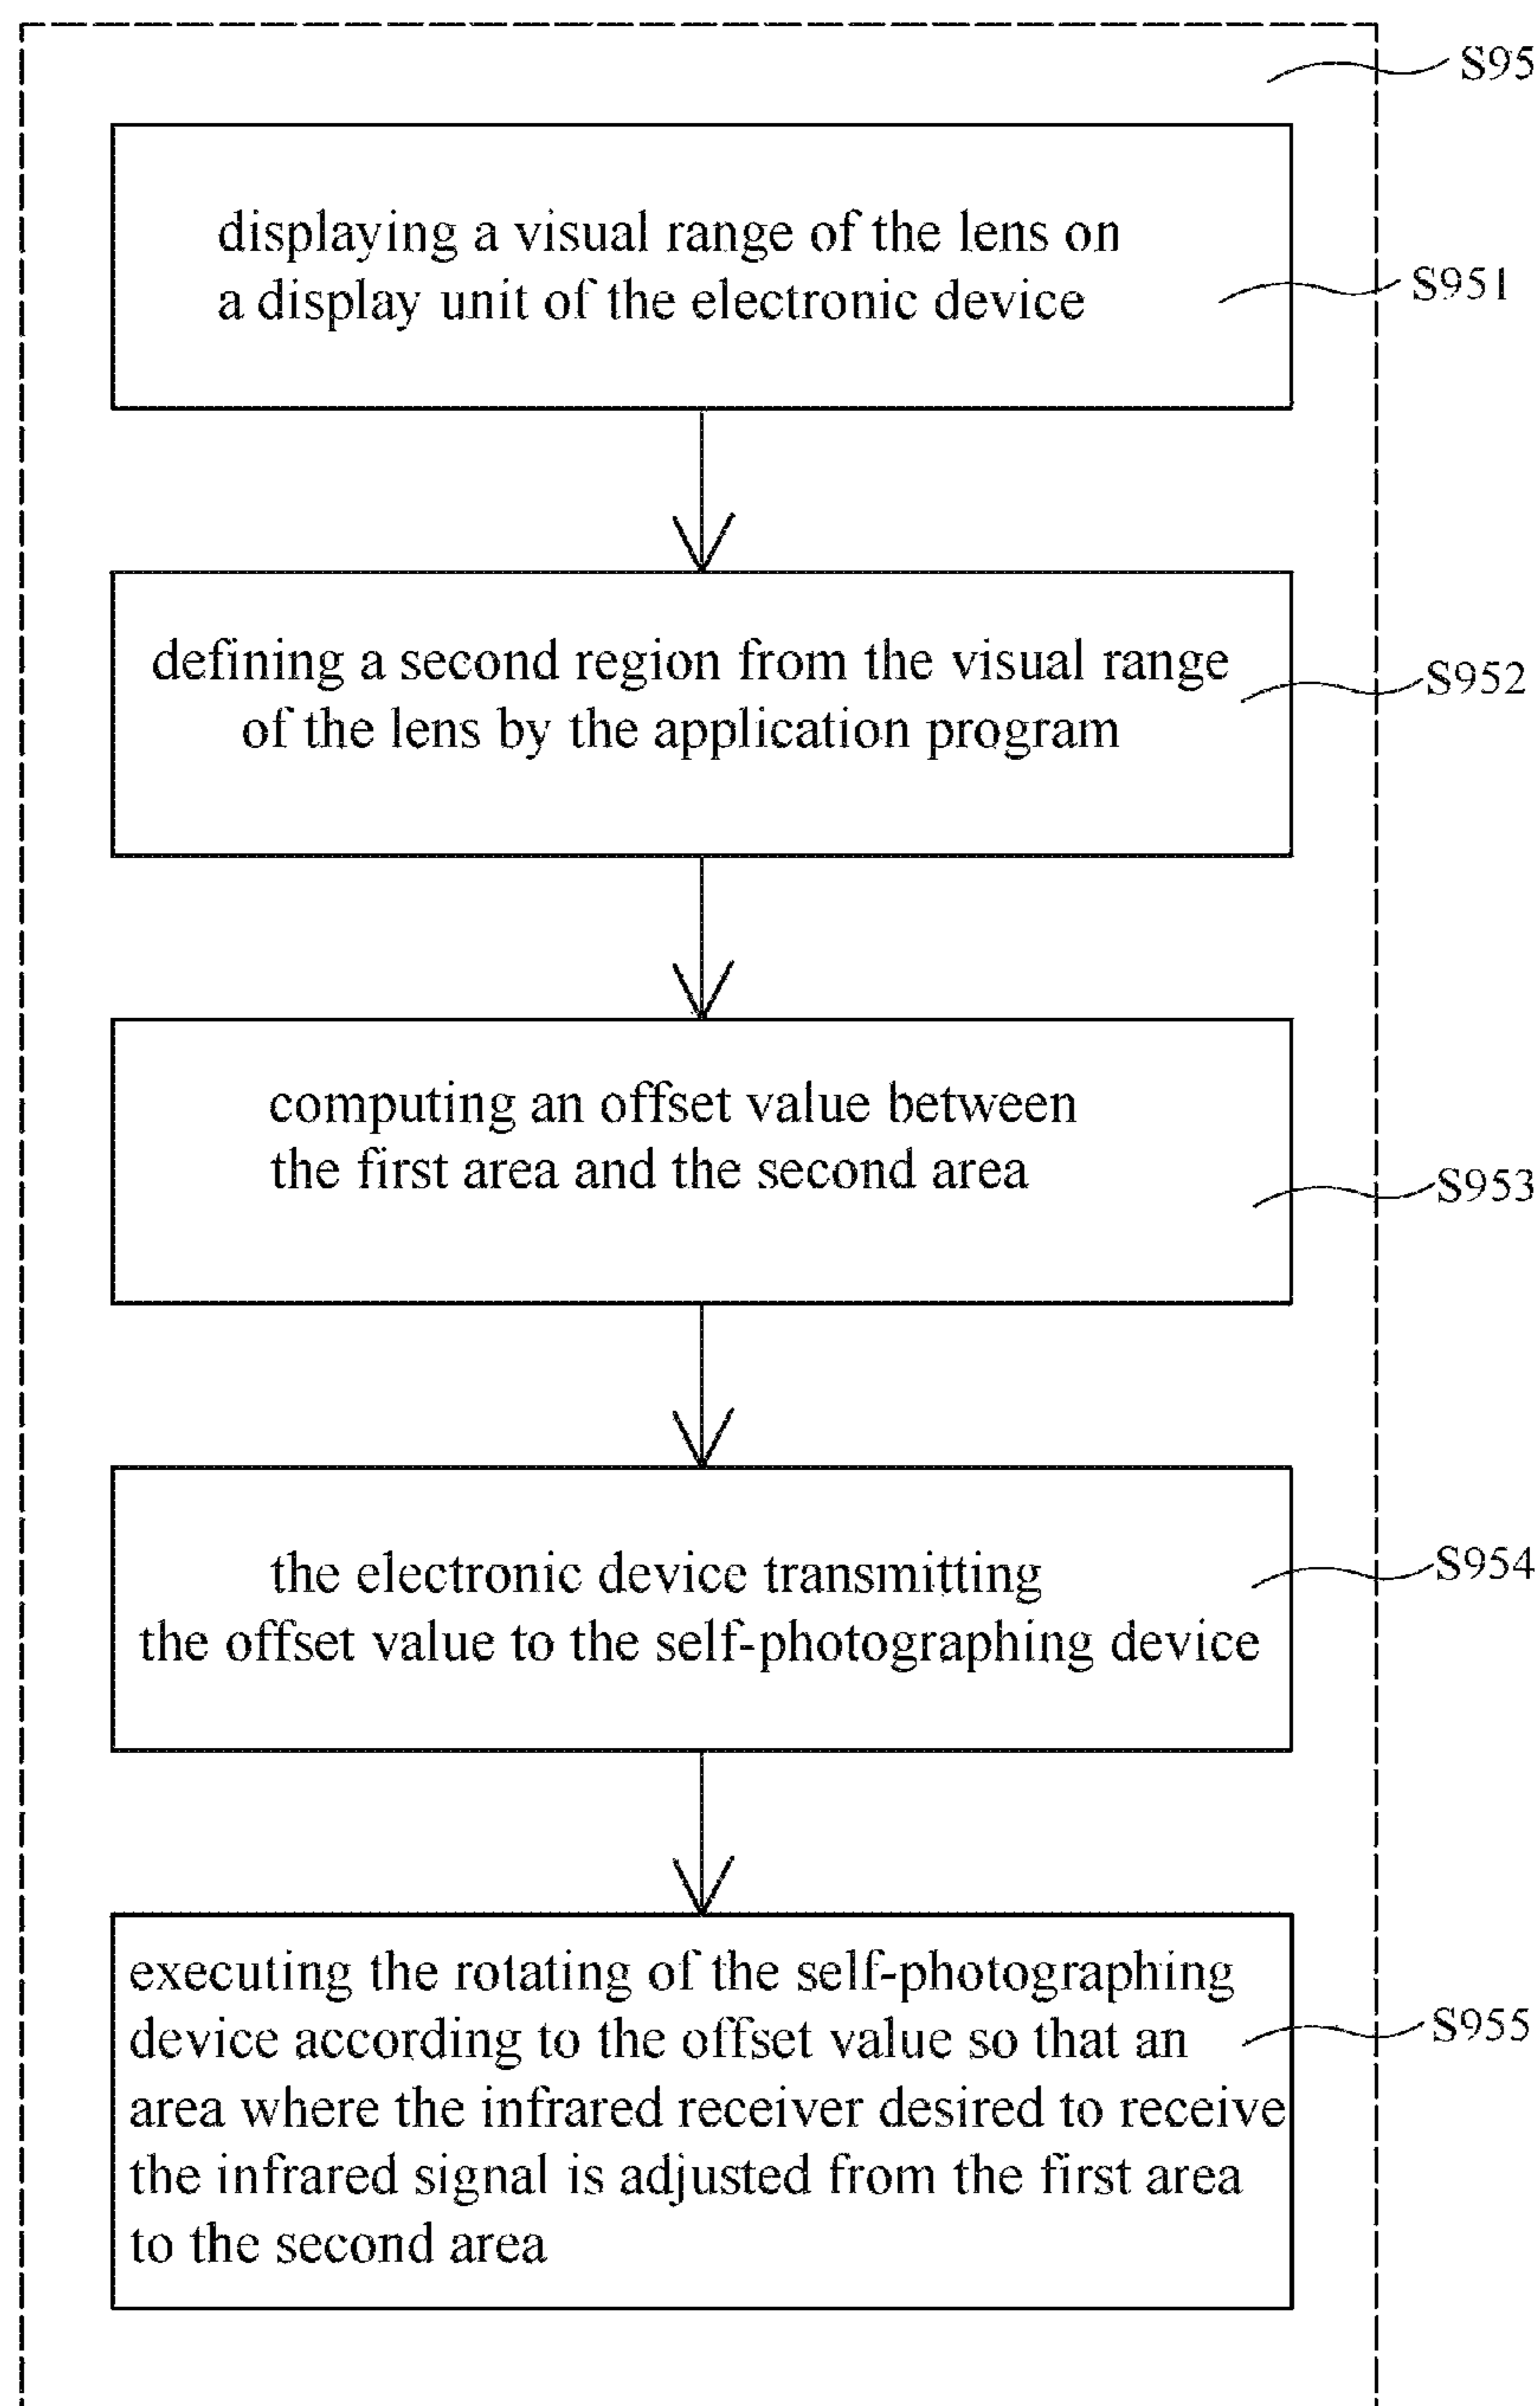 S95
displaying a visual range of the lens on
a display unit of the electronic device
S951
defining a second region from the visual range
of the lens by the application program
S952
computing an offset value between
the first area and the second area
S953
the electronic device transmitting
the offset value to the self-photographing device
S954
executing the rotating of the self-photographing
device according to the offset value so that an
area where the infrared receiver desired to receive
the infrared signal is adjusted from the first area
to the second area
S955